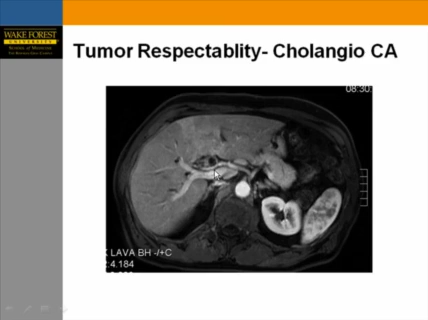 WAKE FOREST
UNIVERSITY
SCHOOL of MEDICINE
Tumor Respectablity- Cholangio CA
08:30
LAVA BH -/+C
:4.184